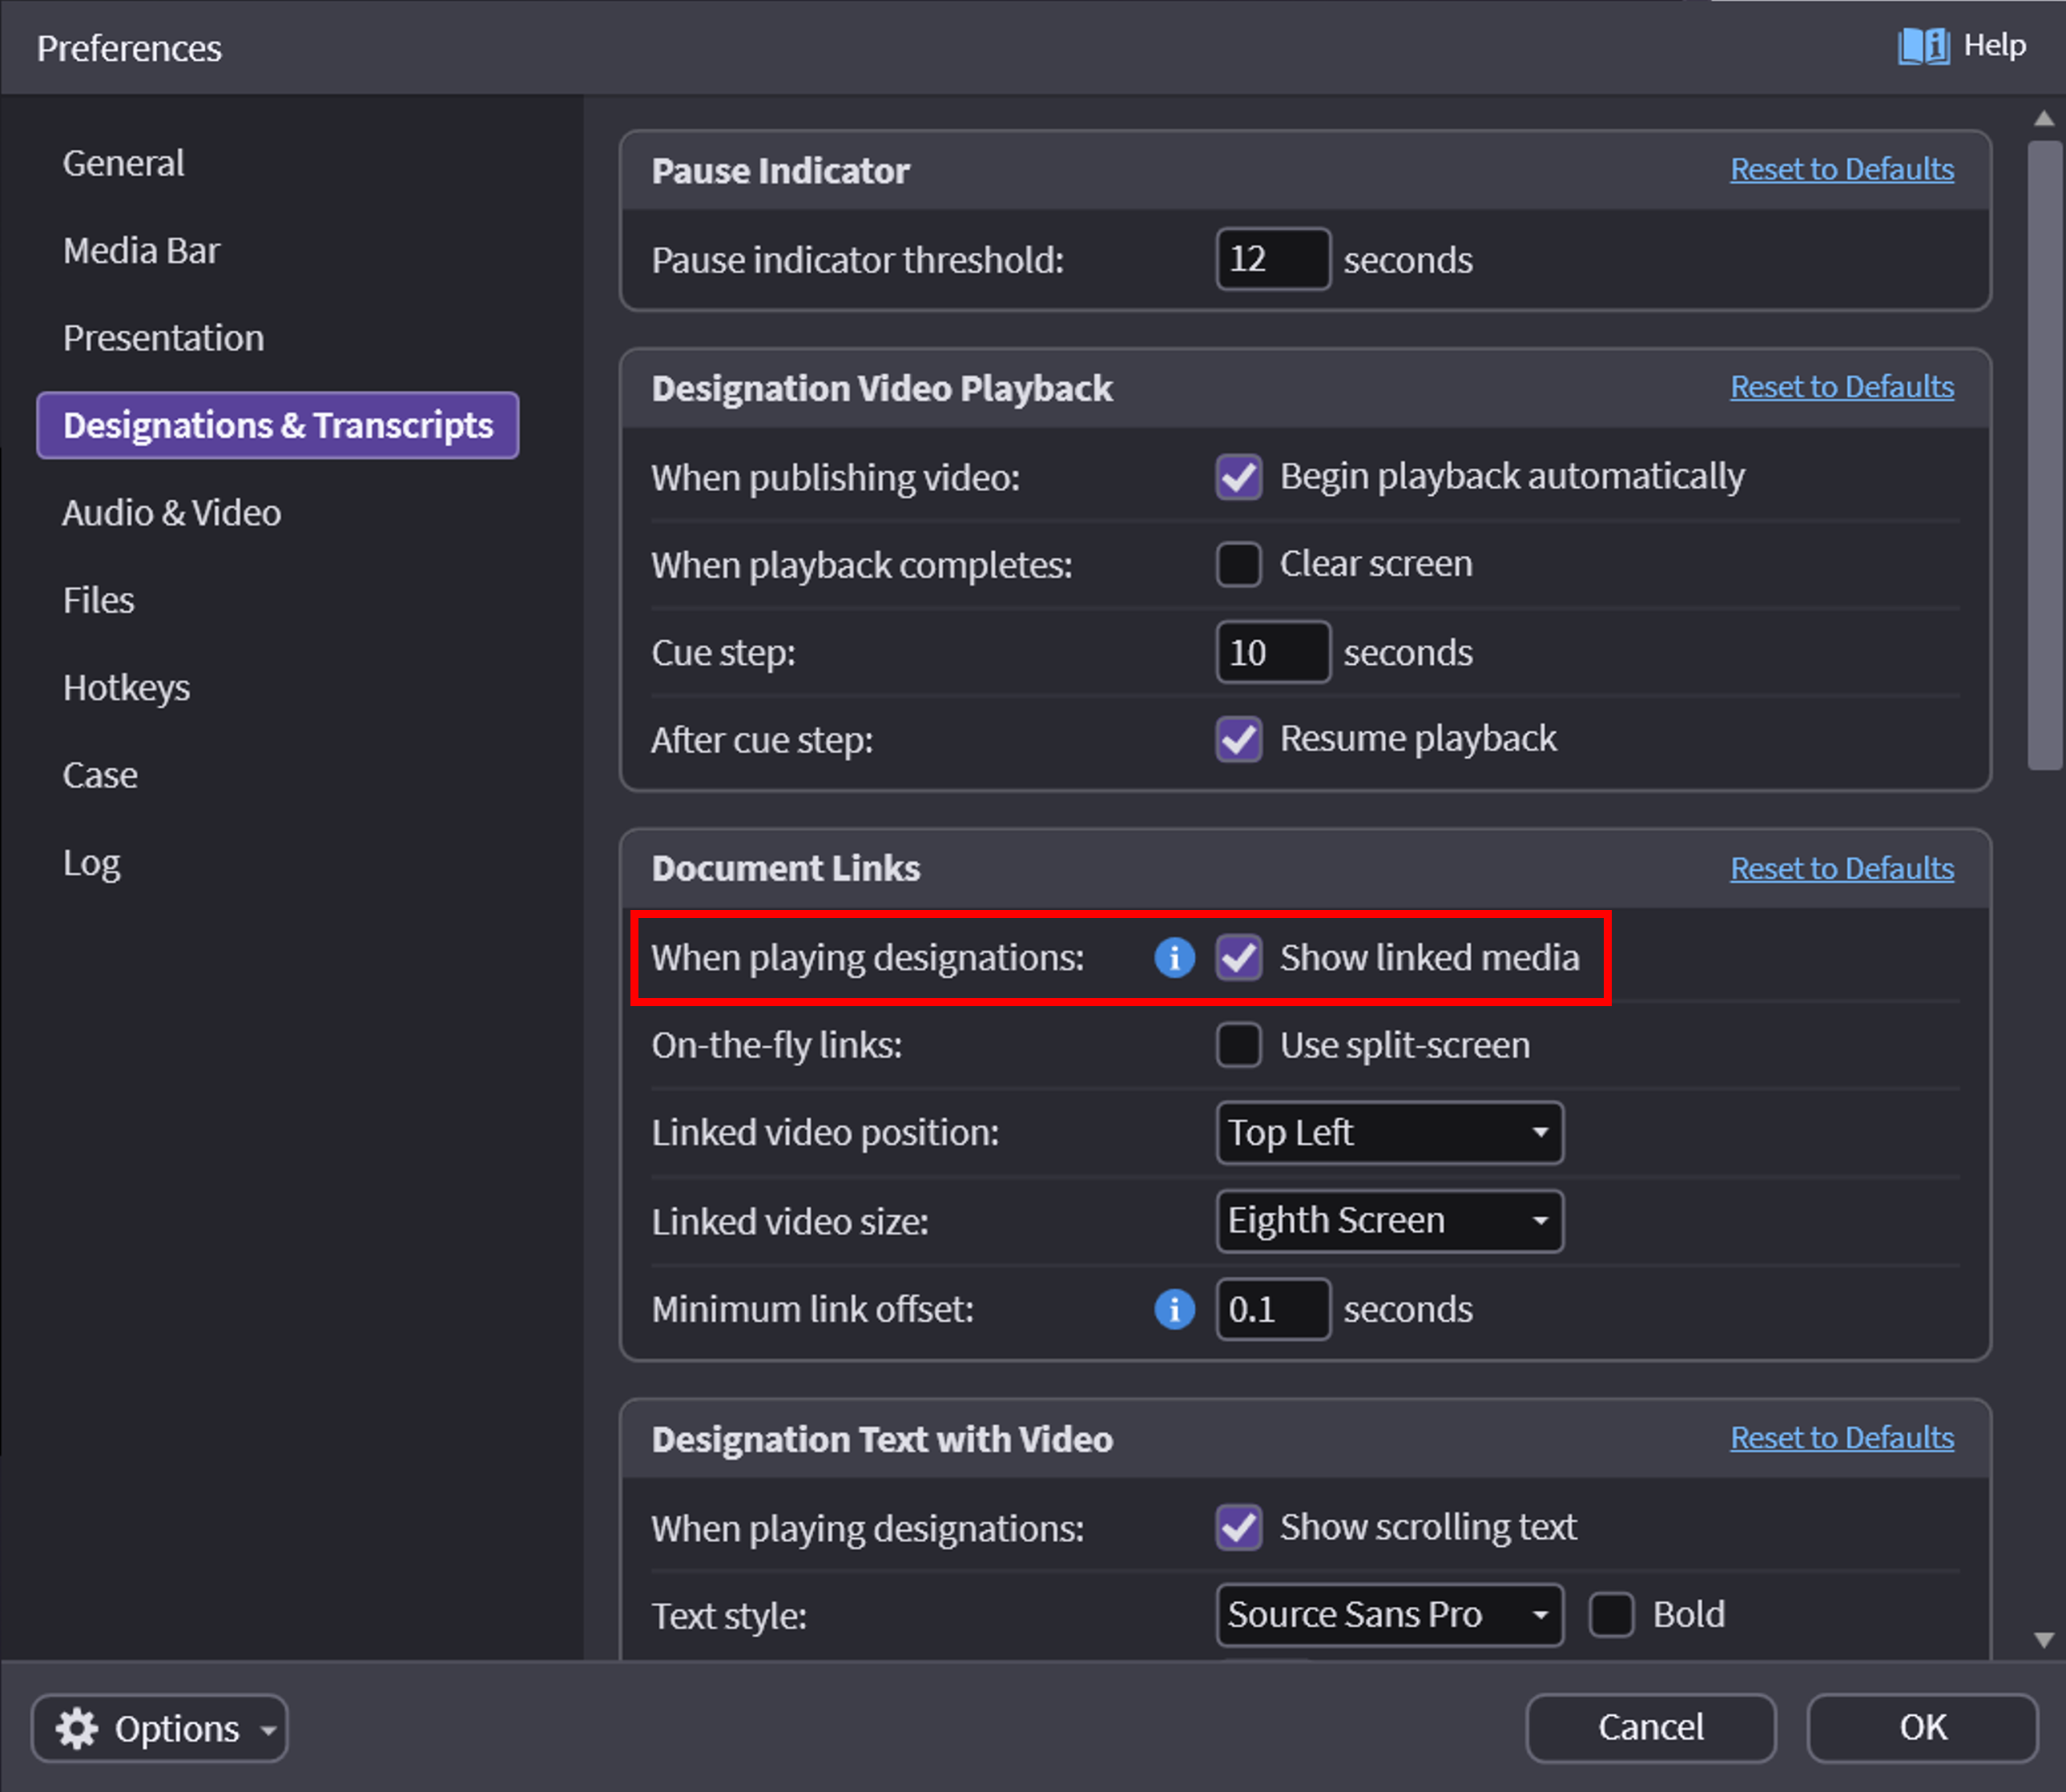 Preferences
Help
General
Media Bar
Presentation
Designations & Transcripts
Audio & Video
Files
Hotkeys
Case
Log
Pause Indicator Reset to Defaults
Pause indicator threshold: 12 seconds
Designation Video Playback Reset to Defaults
When publishing video: Begin playback automatically
When playback completes: Clear screen
Cue step: 10 seconds
After cue step: Resume playback
Document Links Reset to Defaults
When playing designations: i Show linked media
On-the-fly links: Use split-screen
Linked video position: Top Left
Linked video size: Eighth Screen
Minimum link offset: i 0.1 seconds
Designation Text with Video Reset to Defaults
When playing designations: Show scrolling text
Text style: Source Sans Pro Bold
Options Cancel OK